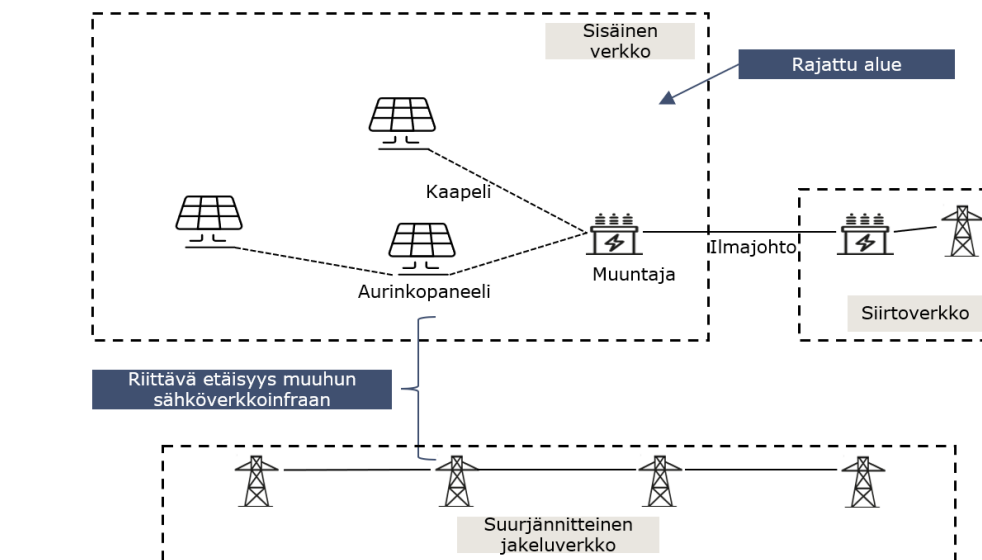 Sisäinen
verkko
Rajattu alue
Kaapeli
Ilmajohto
Muuntaja
Aurinkopaneeli
Siirtoverkko
Riittävä etäisyys muuhun
sähköverkkoinfraan
Suurjännitteinen
jakeluverkko